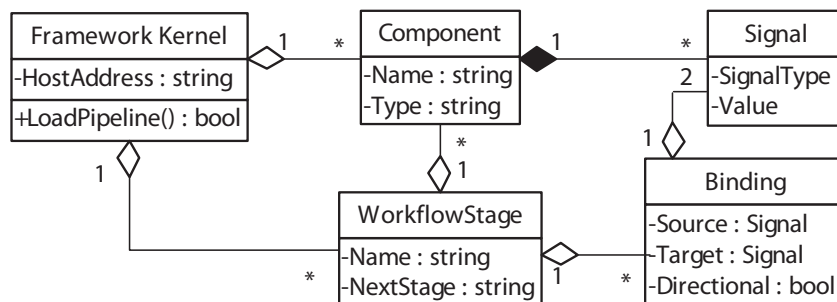 Framework Kernel
-HostAddress : string
+LoadPipeline() : bool
1
*
Component
-Name : string
-Type : string
1
*
Signal
-SignalType
-Value
2
1
*
1
1
Binding
-Source : Signal
-Target : Signal
-Directional : bool
WorkflowStage
-Name : string
-NextStage : string
*
1
*